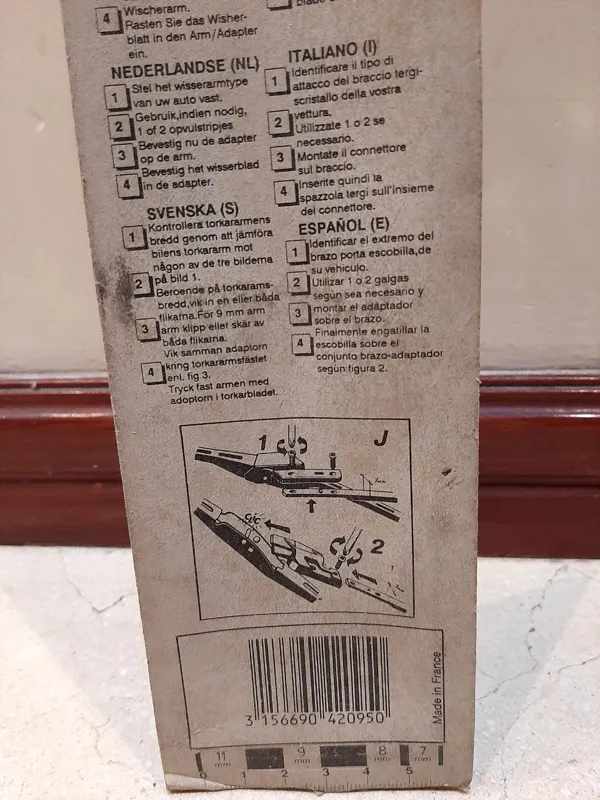 Wischerarm.
4 Rasten Sie das Wisher-
blatt in den Arm/Adapter
ein.
NEDERLANDSE (NL)
1 Stel het wisserarmtype
van uw auto vast.
2 Gebruik,indien nodig,
1 of 2 opvulstripjes
3 Bevestig nu de adapter
op de arm.
4 Bevestig het wisserblad
in de adapter.
SVENSKA (S)
1 Kontrollera torkararmens
bredd genom att jämföra
bilens torkararm mot
någon av de tre bilderna
på bild 1.
2 Beroende på torkarams-
bredd,vik in en eller båda
flikarna.För 9 mm arm
3 arm klipp eller skär av
båda flikarna.
Vik samman adaptorn
4 kring torkararmsfästet
enl. fig 3.
Tryck fast armen med
adoptorn i torkarbladet.
ITALIANO (I)
1 Identificare il tipo di
attacco del braccio tergi-
scristallo della vostra
vettura.
2 Utilizzate 1 o 2 se
necessario.
3 Montate il connettore
sul braccio.
4 Inserite quindi la
spazzola tergi sull'insieme
del connettore.
ESPAÑOL (E)
1 Identificar el extremo del
brazo porta escobilla,de
su vehiculo.
2 Utilizar 1 o 2 galgas
según sea necesario y
3 montar el adaptador
sobre el brazo.
4 Finalmente engatillar la
escobilla sobre el
conjunto brazo-adaptador
según figura 2.
1 J
CLIC
2
3 156690 420950
Made in France
11 mm 9 mm 8 mm 7 mm
0 1 2 3 4 5